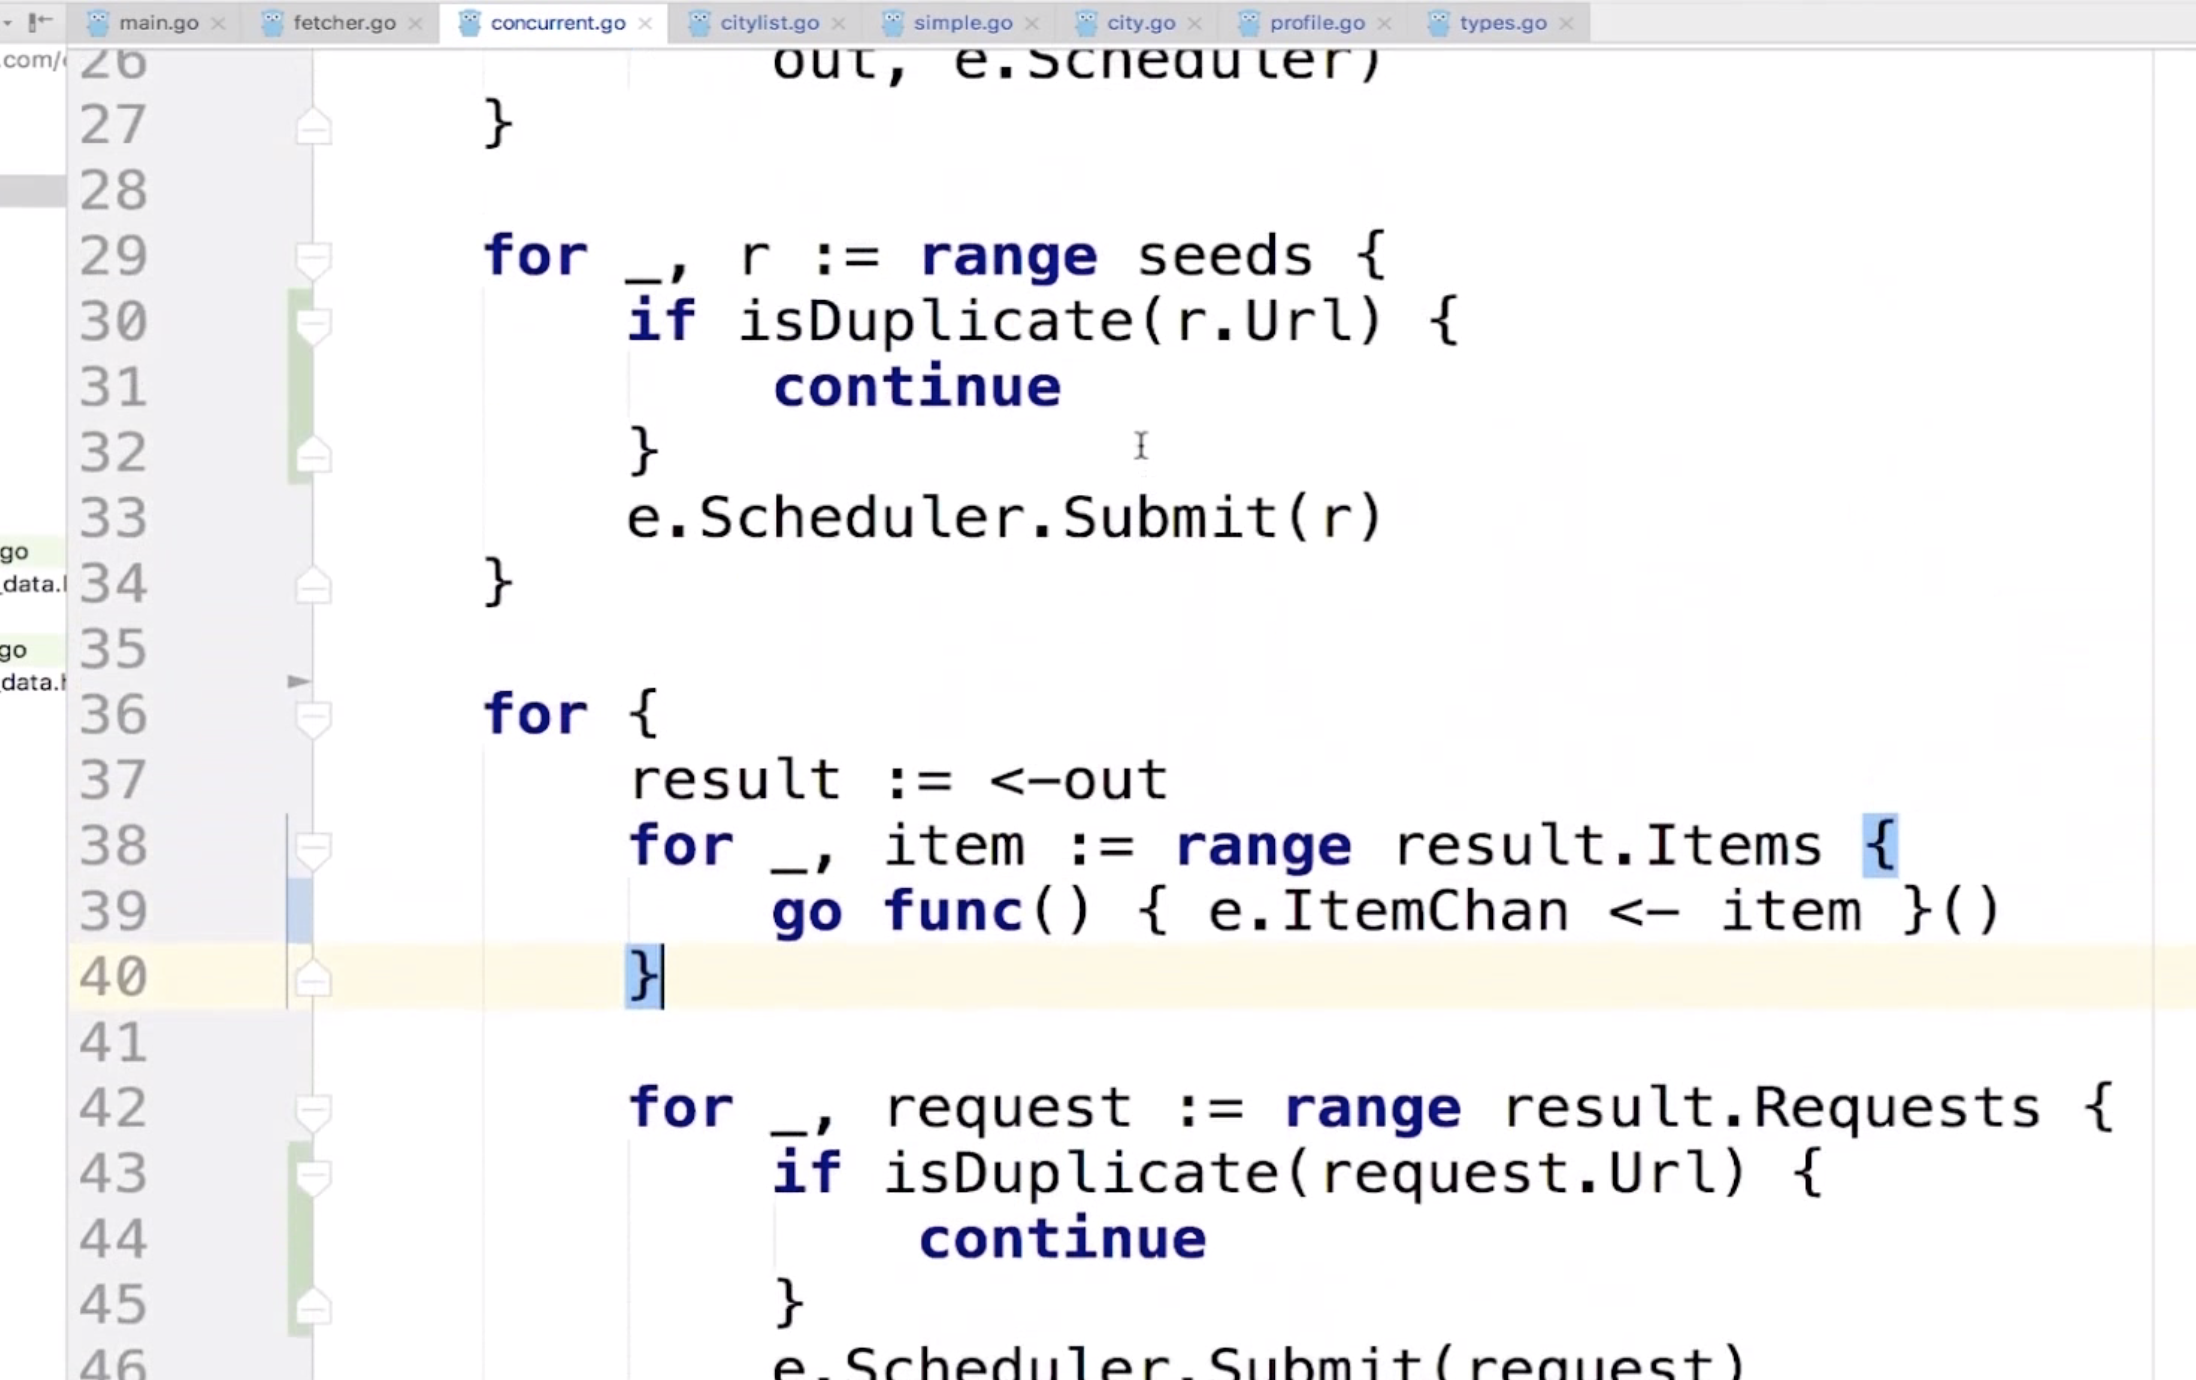 main.go fetcher.go concurrent.go citylist.go simple.go city.go profile.go types.go
.com/
26 out, e.Scheduler)
27 }
28
29 for _, r := range seeds {
30 if isDuplicate(r.Url) {
31 continue
32 }
33 e.Scheduler.Submit(r)
go
_data.
34 }
go
35
_data.
36 for {
37 result := <-out
38 for _, item := range result.Items {
39 go func() { e.ItemChan <- item }()
40 }
41
42 for _, request := range result.Requests {
43 if isDuplicate(request.Url) {
44 continue
45 }
46 e.Scheduler.Submit(request)